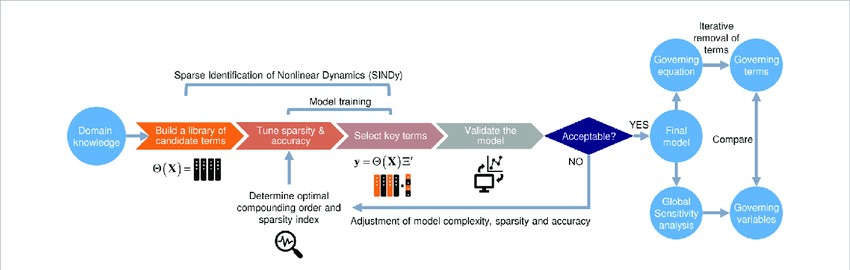 Iterative
removal of
terms
Sparse Identification of Nonlinear Dynamics (SINDy)
Model training
Domain
knowledge
Build a library of
candidate terms
Tune sparsity &
accuracy
Select key terms
Validate the
model
Acceptable?
YES
NO
Governing
equation
Governing
terms
Final
model
Compare
Global
Sensitivity
analysis
Governing
variables
Θ(X)=
y=Θ(X)Ξ′
Determine optimal
compounding order and
sparsity index
Adjustment of model complexity, sparsity and accuracy